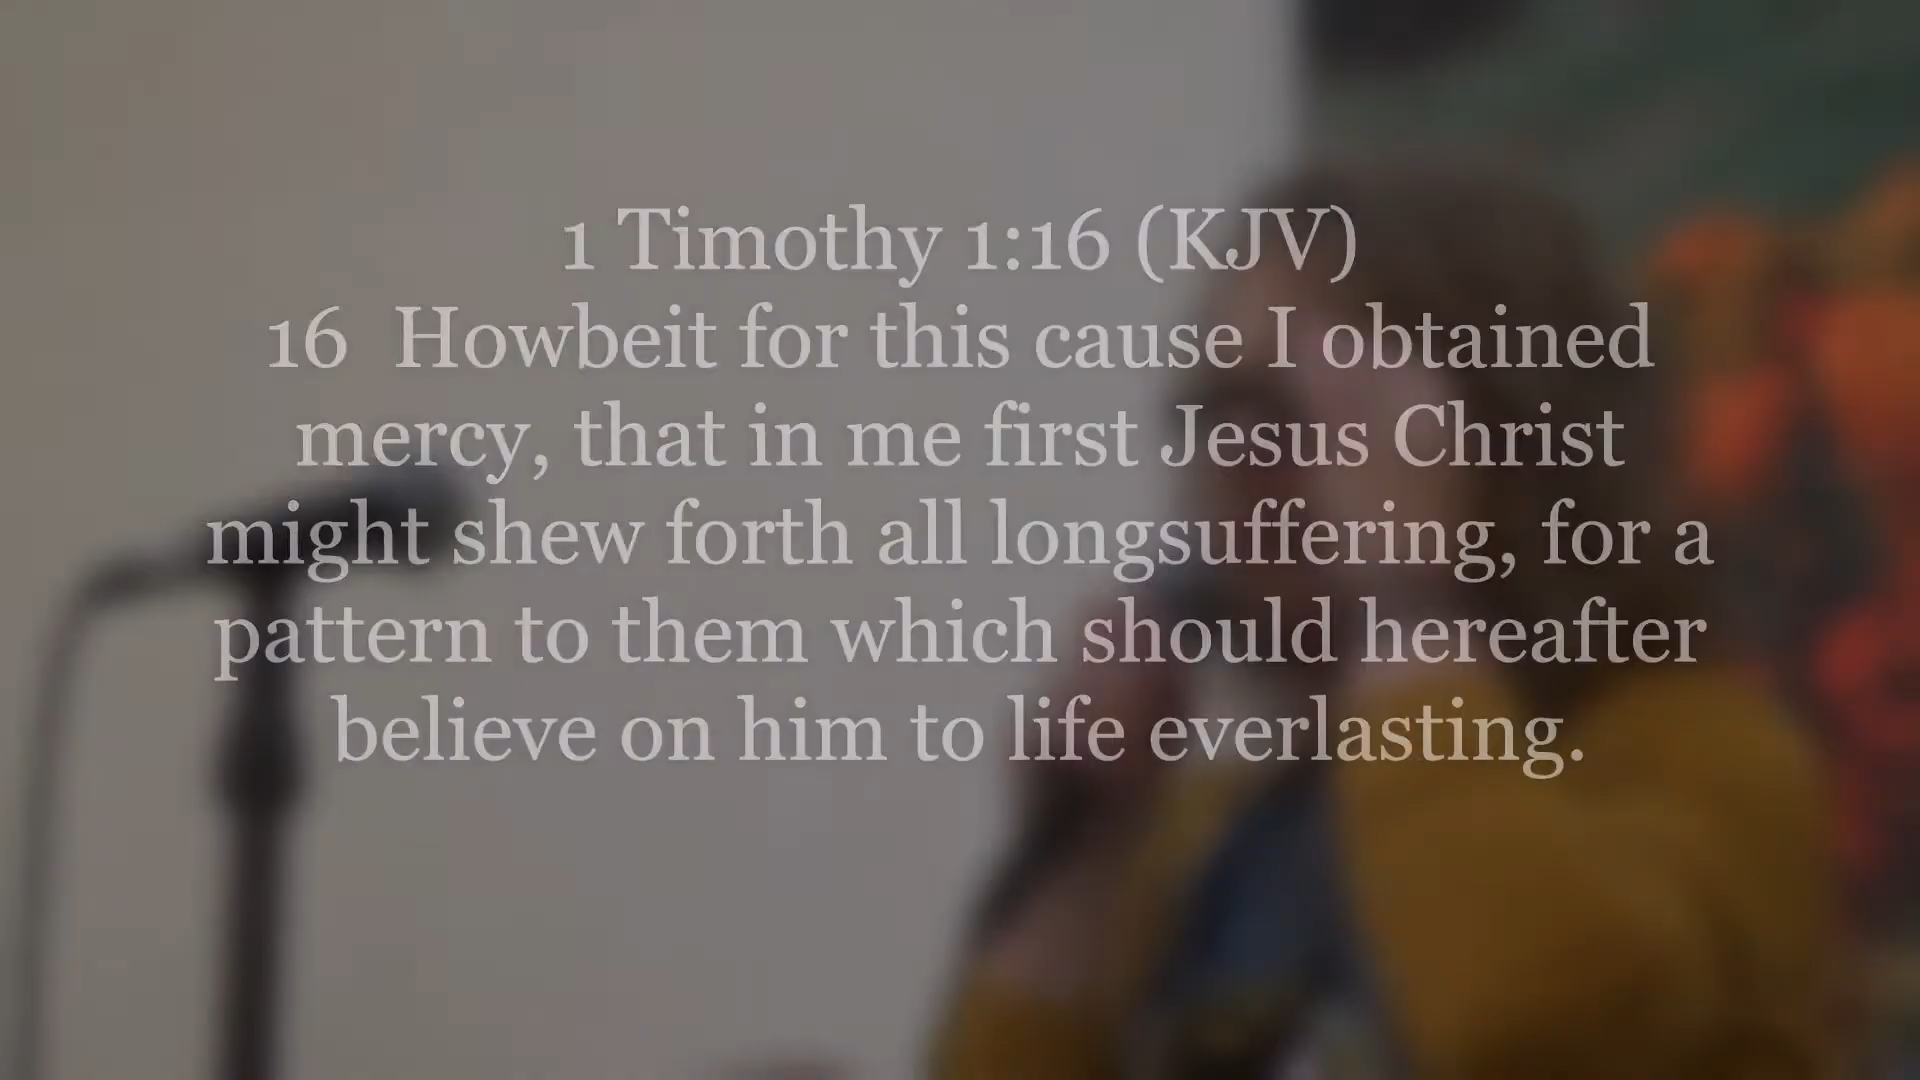 1 Timothy 1:16 (KJV)
16 Howbeit for this cause I obtained
mercy, that in me first Jesus Christ
might shew forth all longsuffering, for a
pattern to them which should hereafter
believe on him to life everlasting.